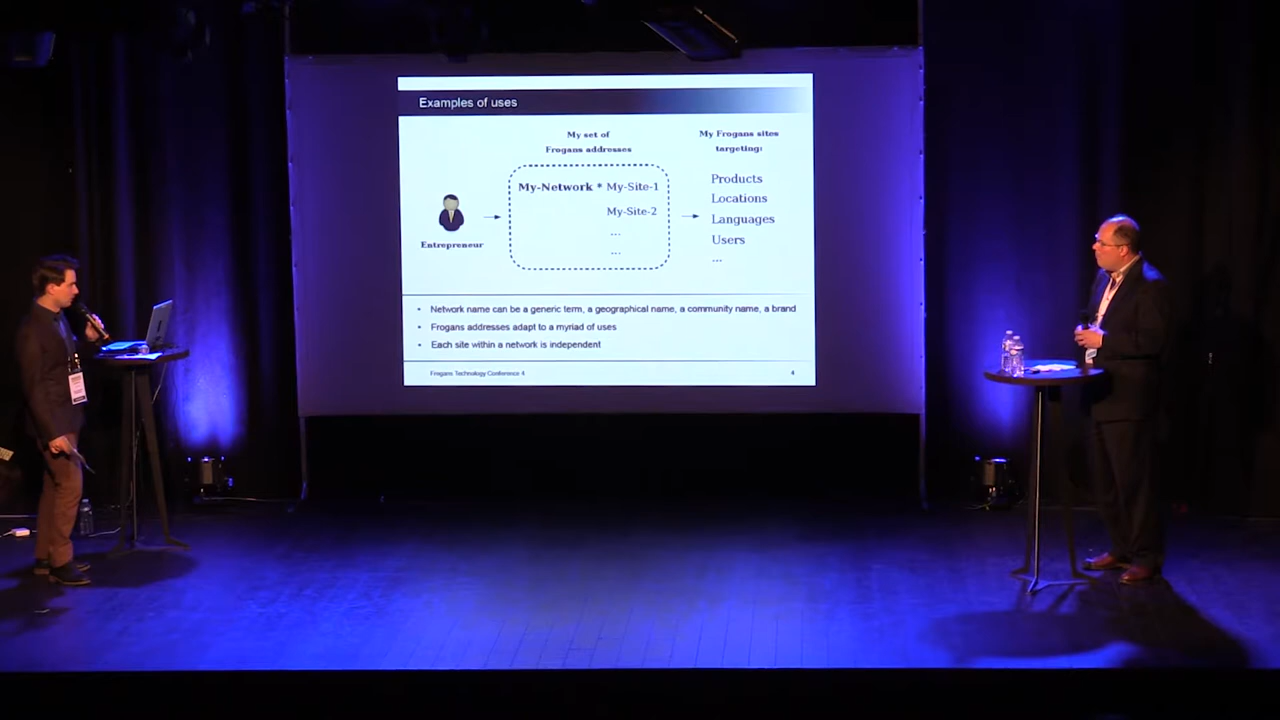 Examples of uses
My set of
Frogans addresses
My Frogans sites
targeting:
My-Network * My-Site-1
My-Site-2
...
...
Entrepreneur
Products
Locations
Languages
Users
...
• Network name can be a generic term, a geographical name, a community name, a brand
• Frogans addresses adapt to a myriad of uses
• Each site within a network is independent
Frogans Technology Conference 4
4